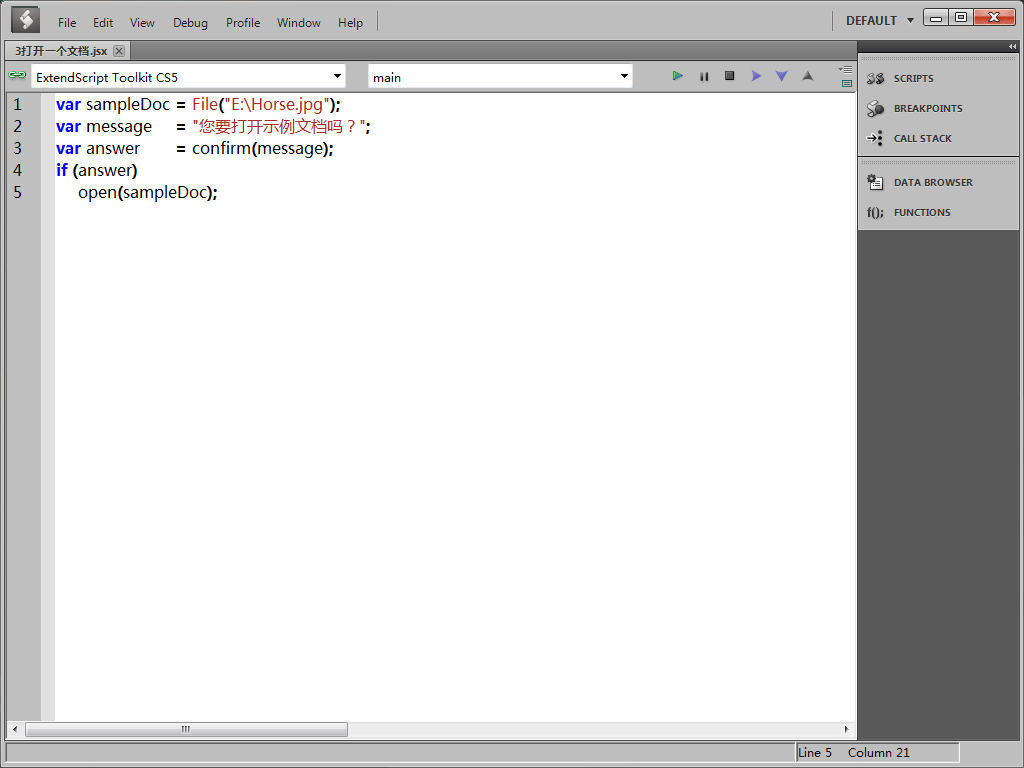 File Edit View Debug Profile Window Help DEFAULT
3打开一个文档.jsx
ExtendScript Toolkit CS5 main
1 var sampleDoc = File("E:\Horse.jpg");
2 var message = "您要打开示例文档吗？";
3 var answer = confirm(message);
4 if (answer)
5 open(sampleDoc);
SCRIPTS
BREAKPOINTS
CALL STACK
DATA BROWSER
f(); FUNCTIONS
Line 5 Column 21